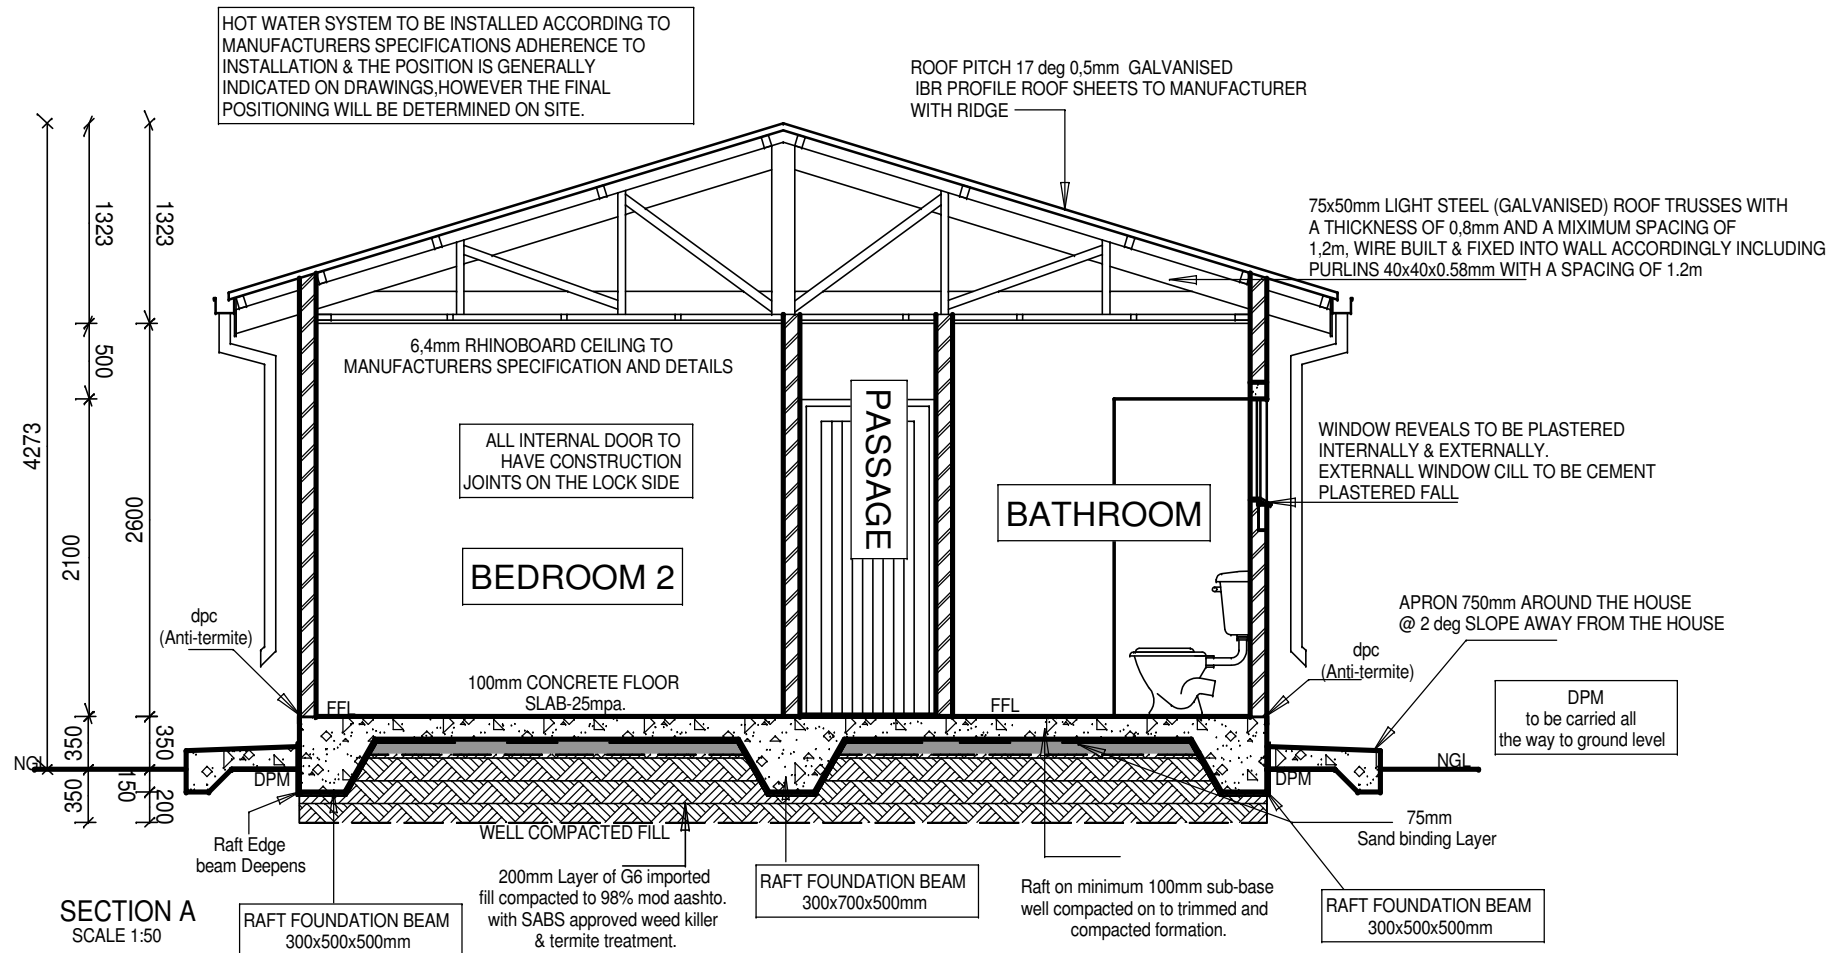 HOT WATER SYSTEM TO BE INSTALLED ACCORDING TO
MANUFACTURERS SPECIFICATIONS ADHERENCE TO
INSTALLATION & THE POSITION IS GENERALLY
INDICATED ON DRAWINGS,HOWEVER THE FINAL
POSITIONING WILL BE DETERMINED ON SITE.
ROOF PITCH 17 deg 0,5mm GALVANISED
IBR PROFILE ROOF SHEETS TO MANUFACTURER
WITH RIDGE
75x50mm LIGHT STEEL (GALVANISED) ROOF TRUSSES WITH
A THICKNESS OF 0,8mm AND A MIXIMUM SPACING OF
1,2m, WIRE BUILT & FIXED INTO WALL ACCORDINGLY INCLUDING
PURLINS 40x40x0.58mm WITH A SPACING OF 1.2m
4273
1323
500
2100
350
350
1323
2600
350
150
200
6,4mm RHINOBOARD CEILING TO
MANUFACTURERS SPECIFICATION AND DETAILS
ALL INTERNAL DOOR TO
HAVE CONSTRUCTION
JOINTS ON THE LOCK SIDE
BEDROOM 2
PASSAGE
BATHROOM
WINDOW REVEALS TO BE PLASTERED
INTERNALLY & EXTERNALLY.
EXTERNALL WINDOW CILL TO BE CEMENT
PLASTERED FALL
APRON 750mm AROUND THE HOUSE
@ 2 deg SLOPE AWAY FROM THE HOUSE
dpc
(Anti-termite)
dpc
(Anti-termite)
100mm CONCRETE FLOOR
SLAB-25mpa.
FFL
FFL
DPM
to be carried all
the way to ground level
NGL
DPM
DPM
NGL
Raft Edge
beam Deepens
WELL COMPACTED FILL
75mm
Sand binding Layer
200mm Layer of G6 imported
fill compacted to 98% mod aashto.
with SABS approved weed killer
& termite treatment.
RAFT FOUNDATION BEAM
300x700x500mm
Raft on minimum 100mm sub-base
well compacted on to trimmed and
compacted formation.
RAFT FOUNDATION BEAM
300x500x500mm
RAFT FOUNDATION BEAM
300x500x500mm
SECTION A
SCALE 1:50